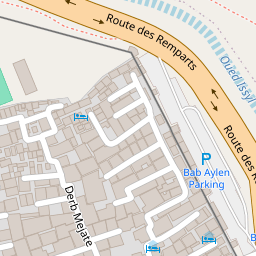 Route des Remparts
Oued Issyl
P
Bab Aylen
Parking
Route des R
Derb Mejate
B